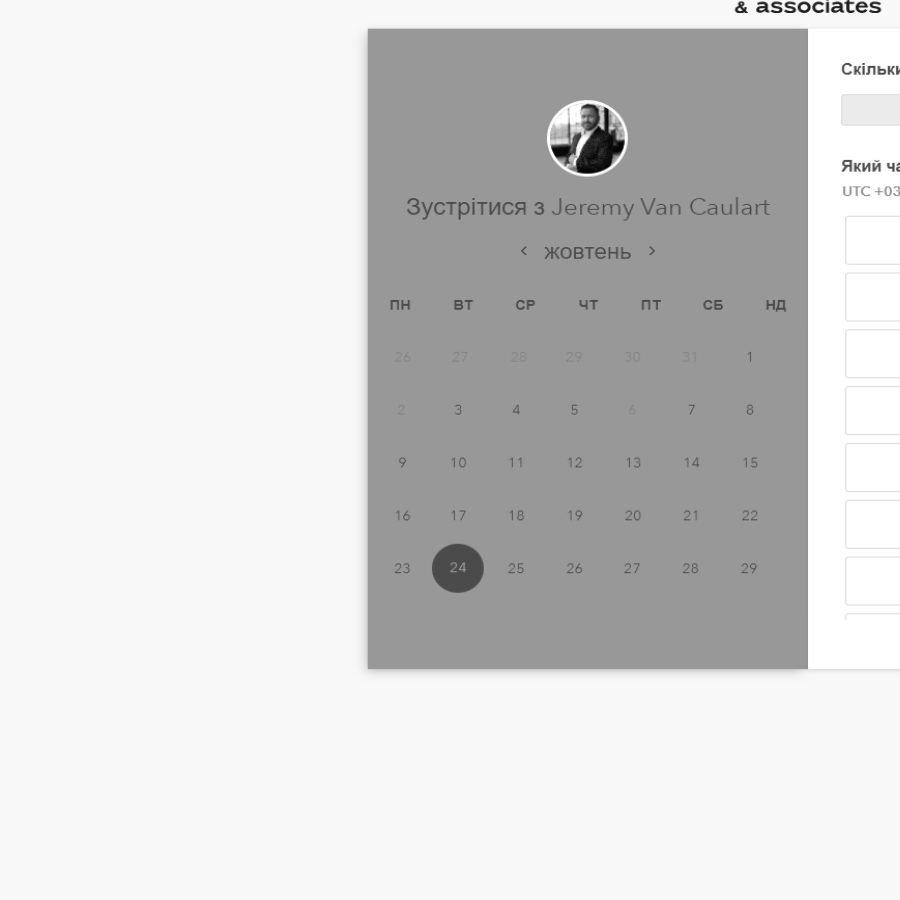 & associates
Зустрітися з Jeremy Van Caulart
жовтень
ПН ВТ СР ЧТ ПТ СБ НД
26 27 28 29 30 31 1
2 3 4 5 6 7 8
9 10 11 12 13 14 15
16 17 18 19 20 21 22
23 24 25 26 27 28 29
Скільки
Який
UTC +03